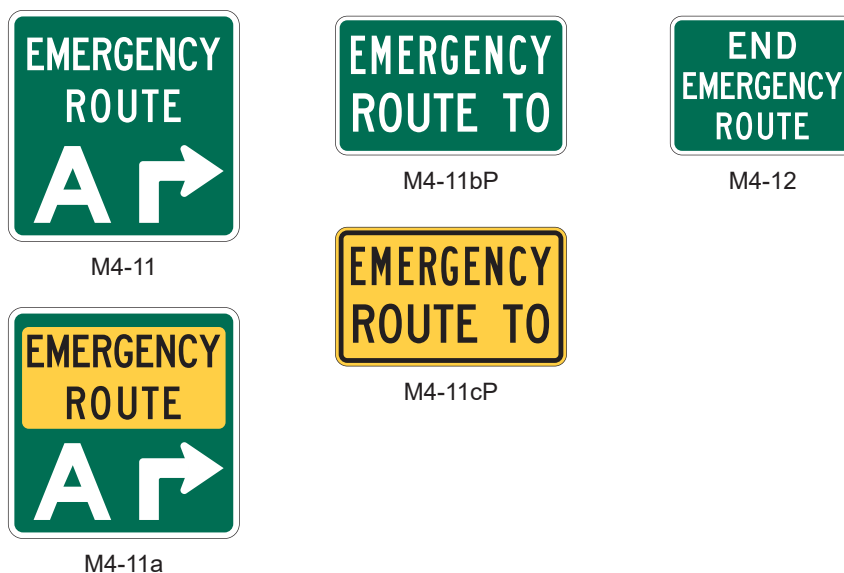 EMERGENCY
ROUTE
A
M4-11
EMERGENCY
ROUTE TO
M4-11bP
END
EMERGENCY
ROUTE
M4-12
EMERGENCY
ROUTE
A
M4-11a
EMERGENCY
ROUTE TO
M4-11cP